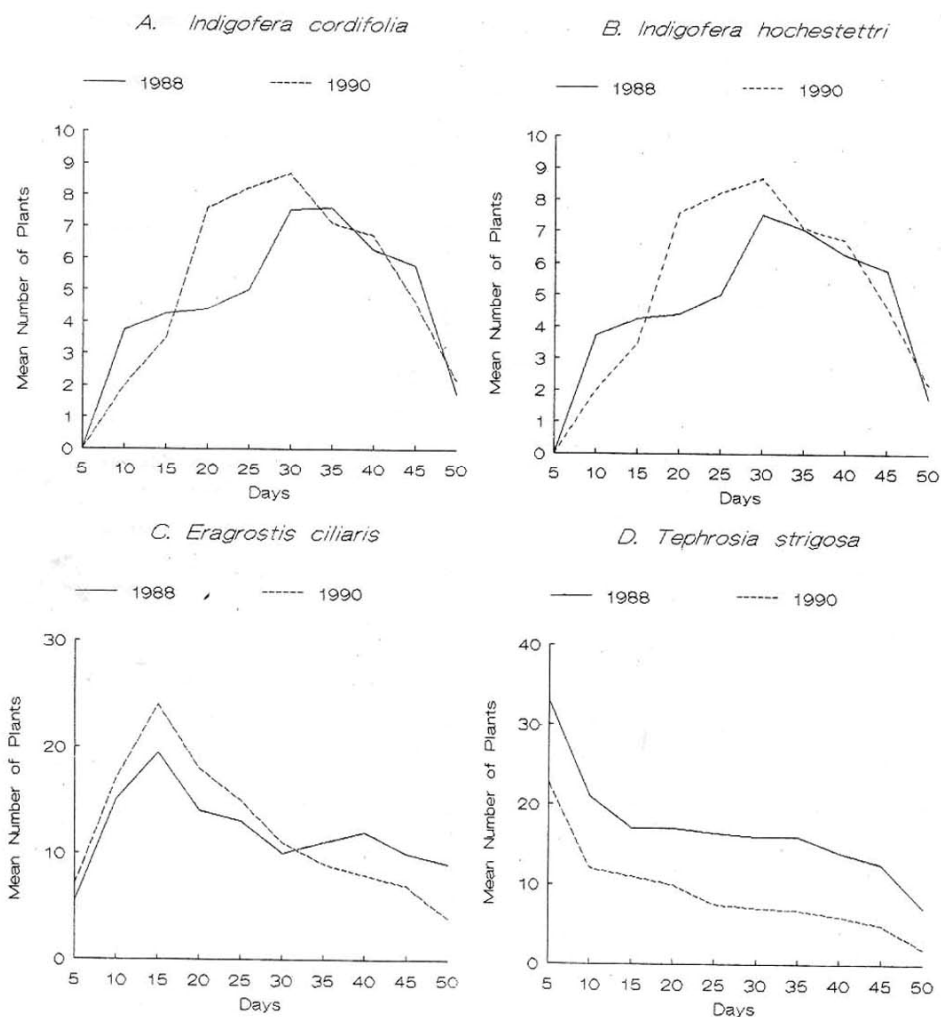 A. Indigofera cordifolia
1988 1990
10
9
8
7
6
5
4
3
2
1
0
Mean Number of Plants
5 10 15 20 25 30 35 40 45 50
Days
B. Indigofera hochestettri
1988 1990
10
9
8
7
6
5
4
3
2
1
0
Mean Number of Plants
5 10 15 20 25 30 35 40 45 50
Days
C. Eragrostis ciliaris
1988 1990
30
20
10
0
Mean Number of Plants
5 10 15 20 25 30 35 40 45 50
Days
D. Tephrosia strigosa
1988 1990
40
30
20
10
0
Mean Number of Plants
5 10 15 20 25 30 35 40 45 50
Days